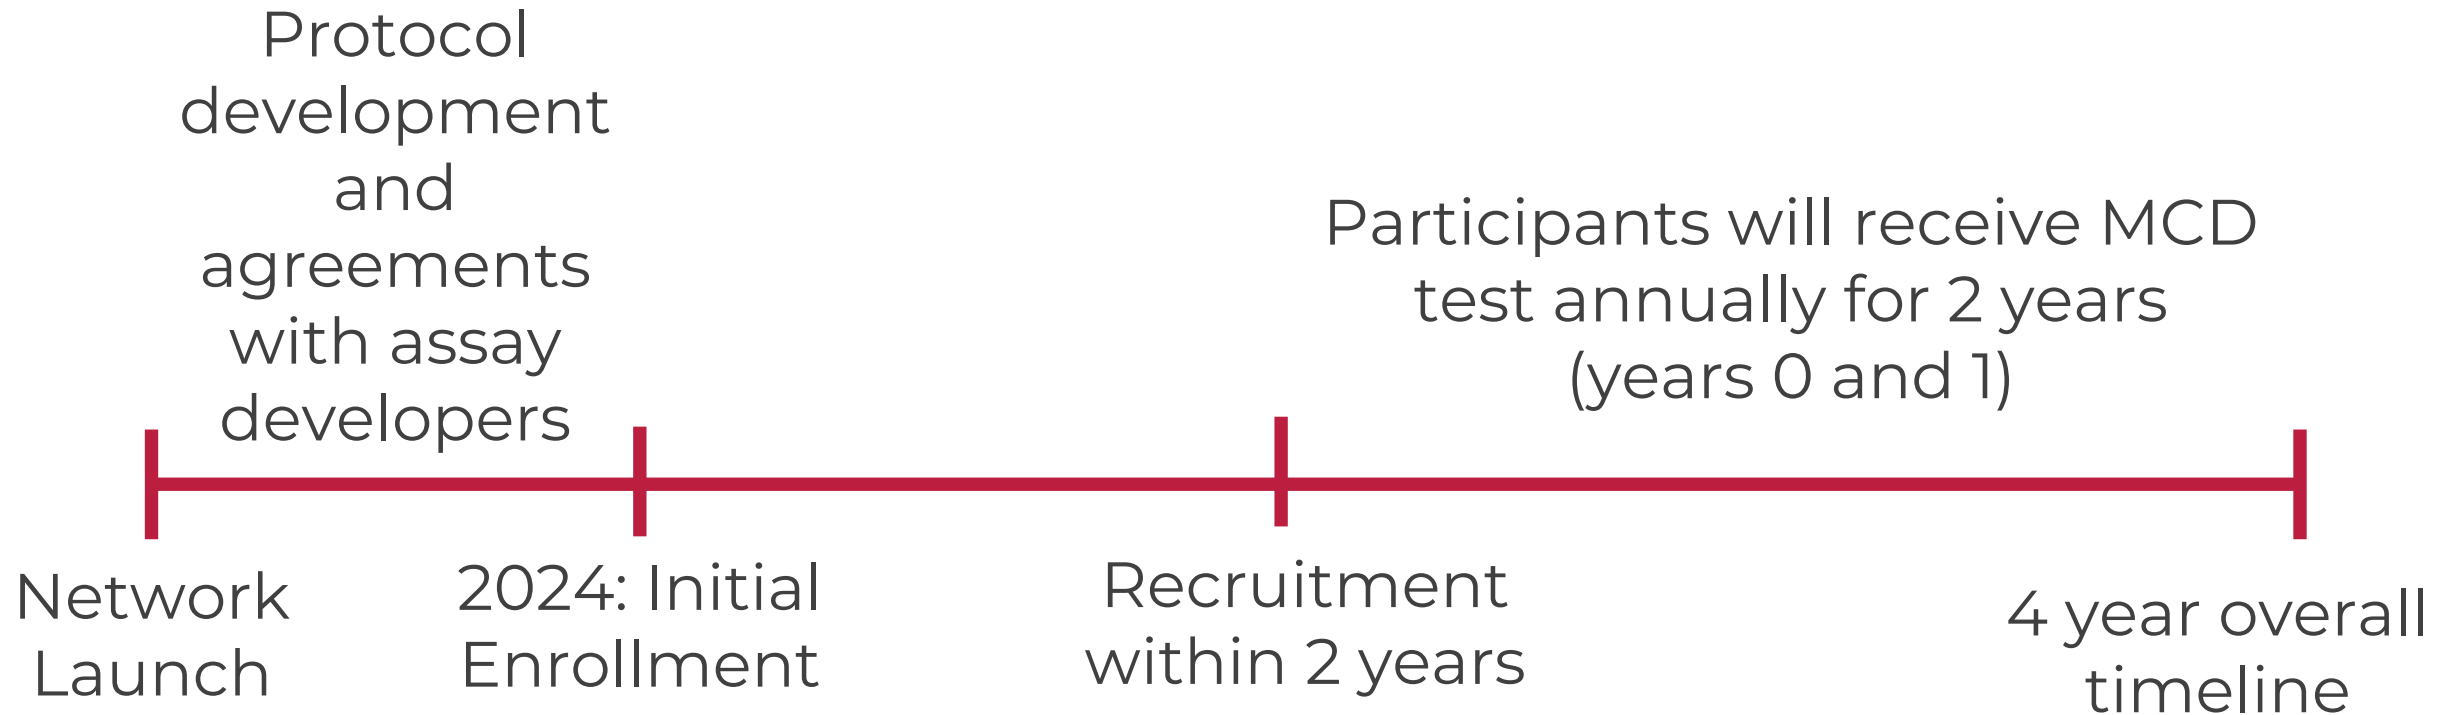 Protocol
development
and
agreements
with assay
developers
Participants will receive MCD
test annually for 2 years
(years 0 and 1)
Network
Launch
2024: Initial
Enrollment
Recruitment
within 2 years
4 year overall
timeline